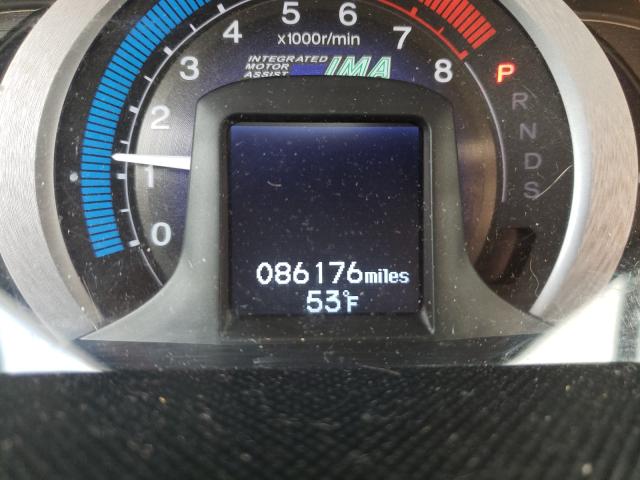 5 6
4 7
x1000r/min
3 8
INTEGRATED
MOTOR
ASSIST
IMA
P
R
N
D
S
2
1
0
086176miles
53°F